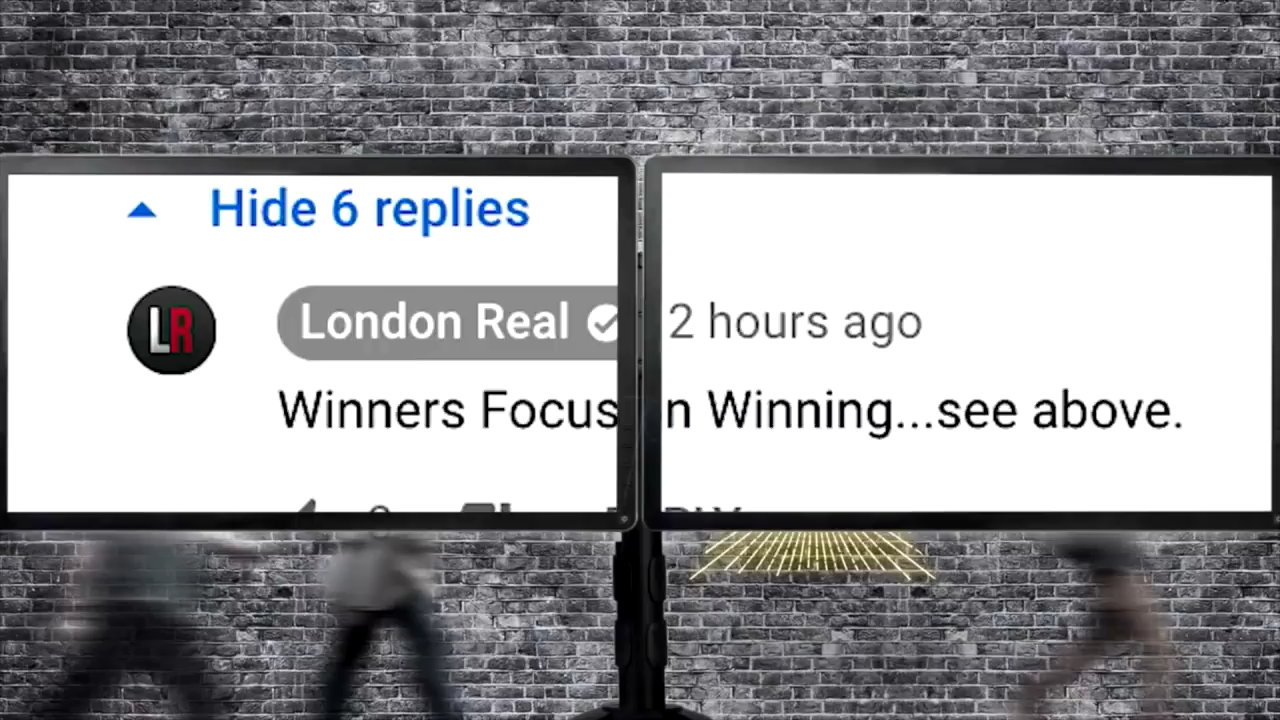 Hide 6 replies
LR
London Real 2 hours ago
Winners Focus n Winning...see above.